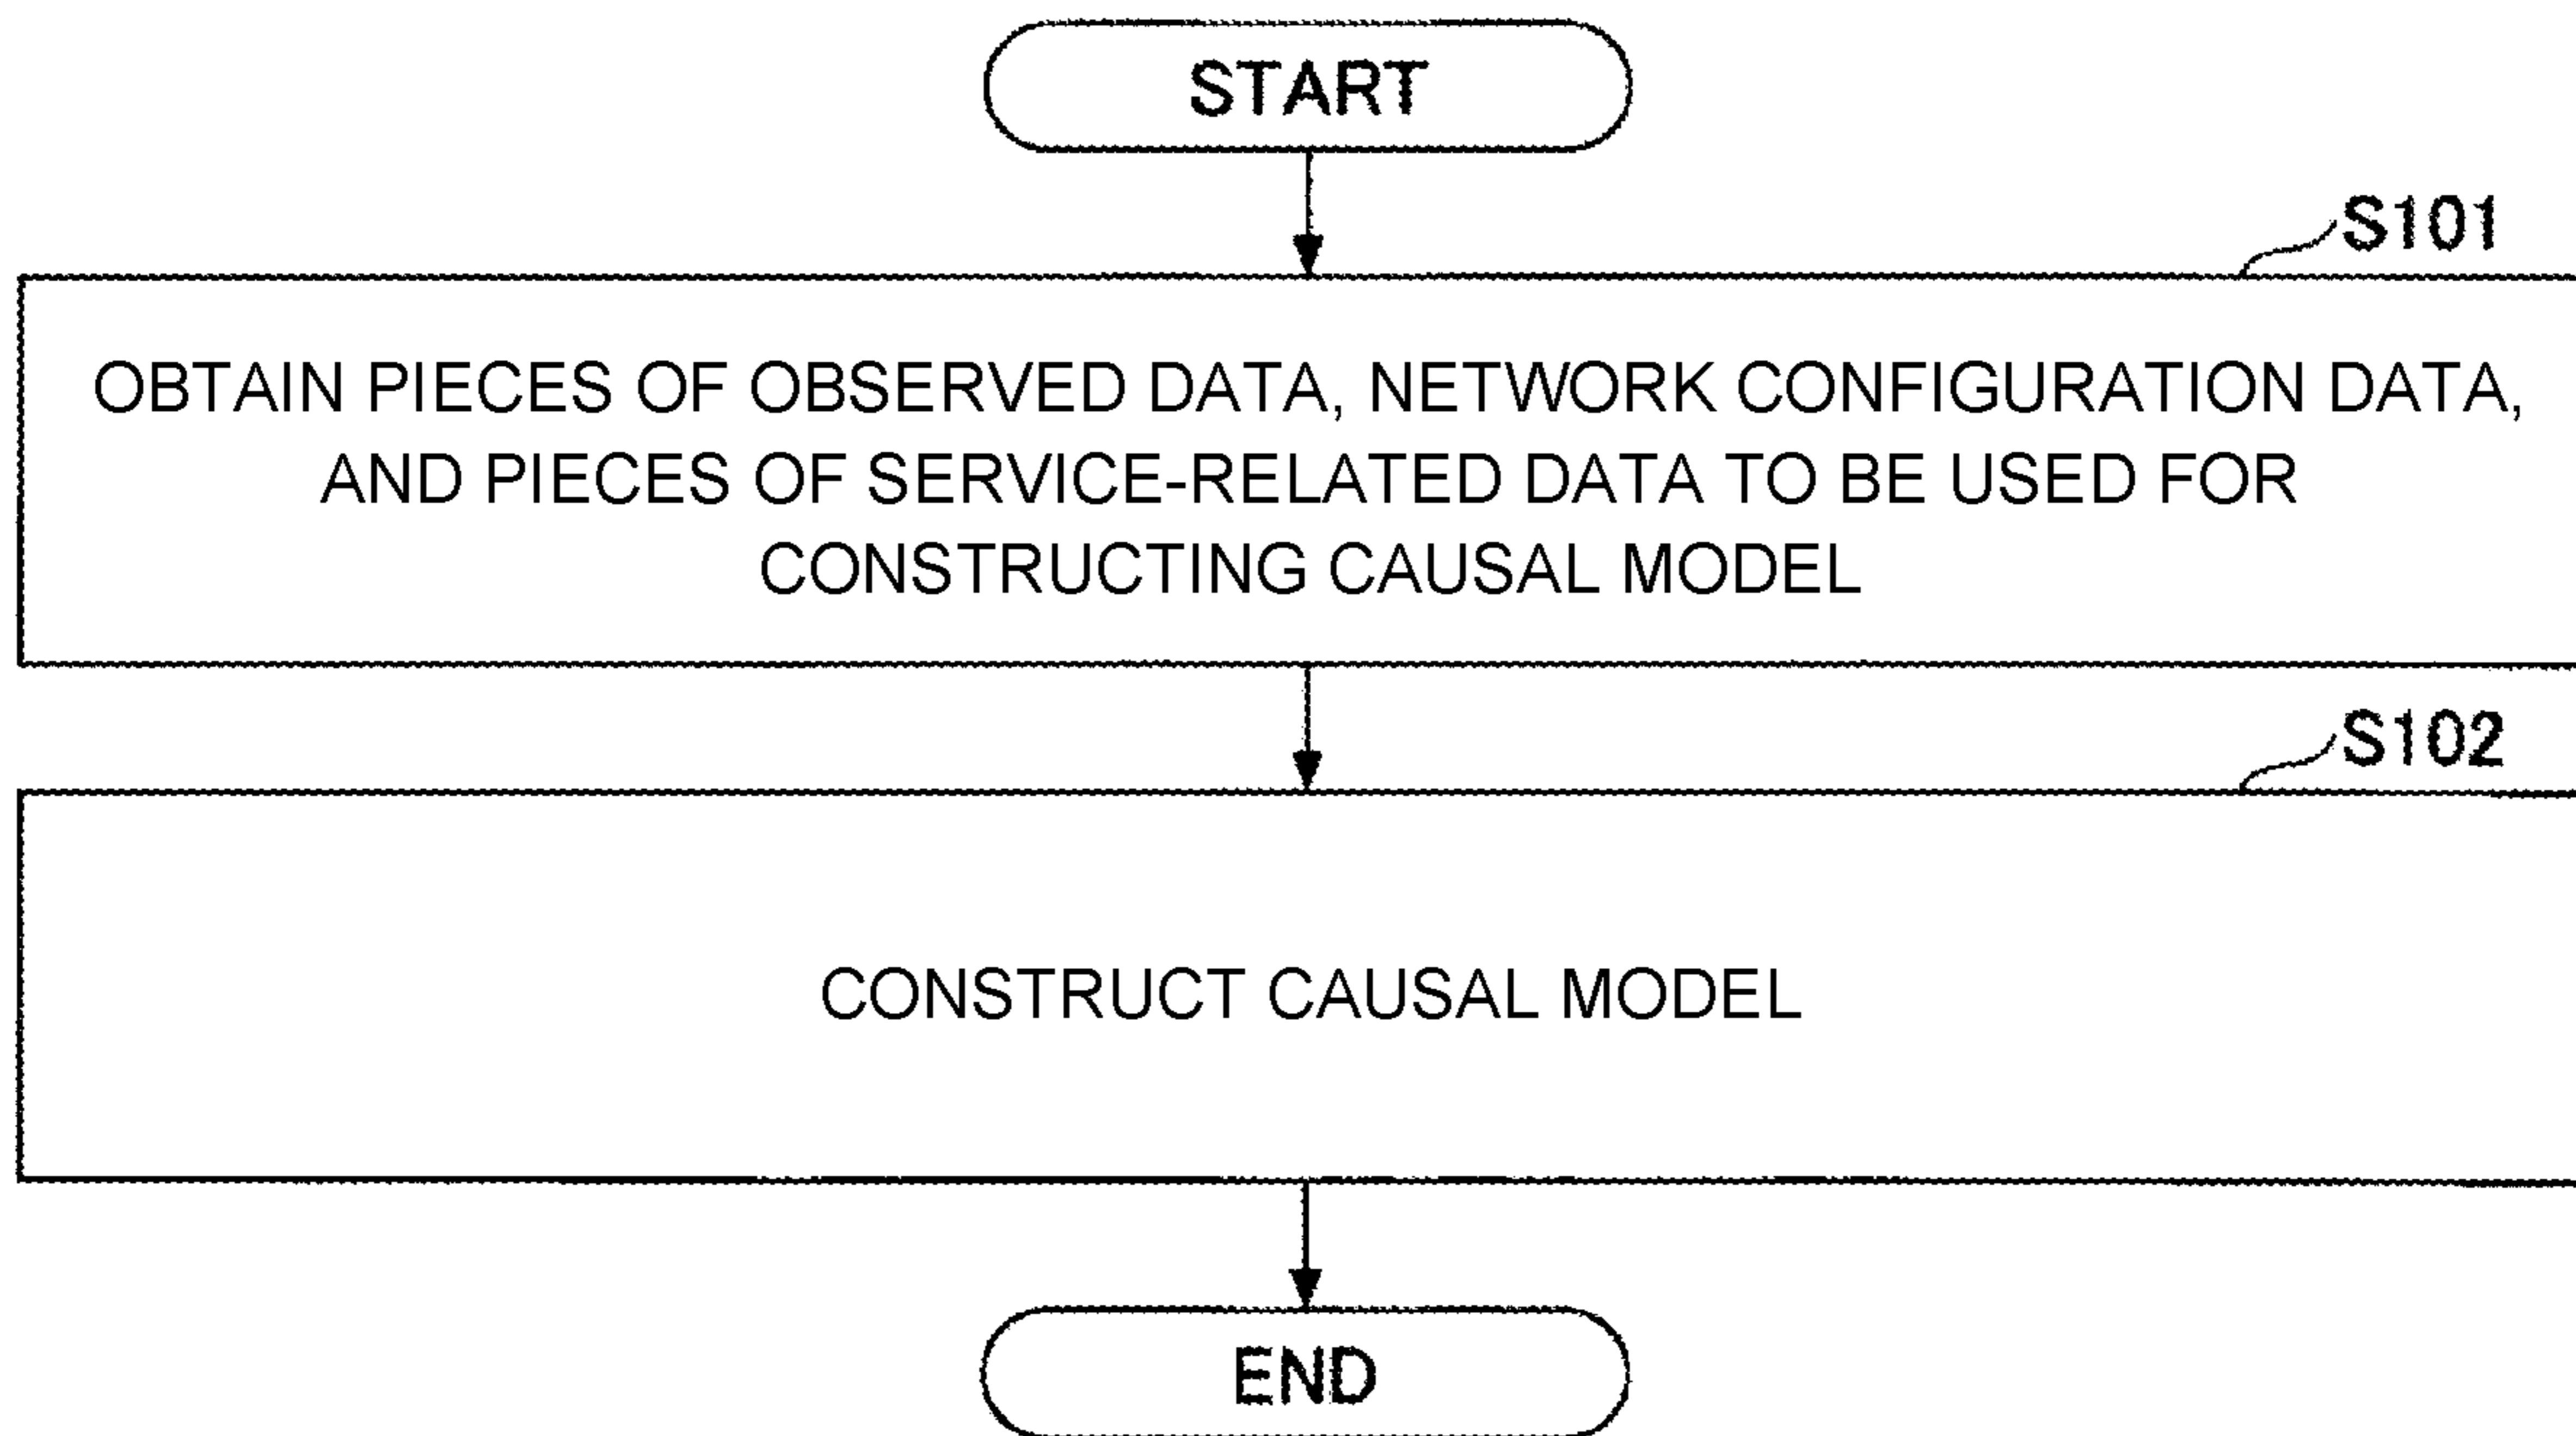 START
S101
OBTAIN PIECES OF OBSERVED DATA, NETWORK CONFIGURATION DATA,
AND PIECES OF SERVICE-RELATED DATA TO BE USED FOR
CONSTRUCTING CAUSAL MODEL
S102
CONSTRUCT CAUSAL MODEL
END